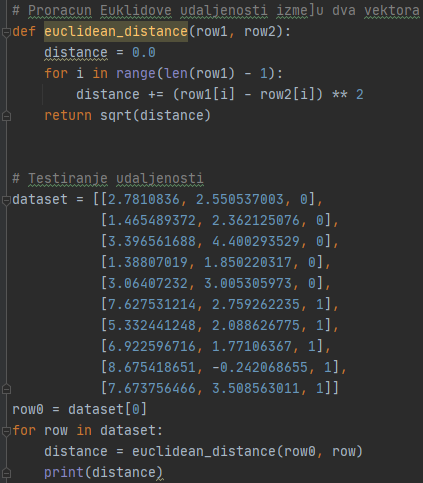 # Proracun Euklidove udaljenosti izme]u dva vektora
def euclidean_distance(row1, row2):
    distance = 0.0
    for i in range(len(row1) - 1):
        distance += (row1[i] - row2[i]) ** 2
    return sqrt(distance)
# Testiranje udaljenosti
dataset = [[2.7810836, 2.550537003, 0],
           [1.465489372, 2.362125076, 0],
           [3.396561688, 4.400293529, 0],
           [1.38807019, 1.850220317, 0],
           [3.06407232, 3.005305973, 0],
           [7.627531214, 2.759262235, 1],
           [5.332441248, 2.088626775, 1],
           [6.922596716, 1.77106367, 1],
           [8.675418651, -0.242068655, 1],
           [7.673756466, 3.508563011, 1]]
row0 = dataset[0]
for row in dataset:
    distance = euclidean_distance(row0, row)
    print(distance)